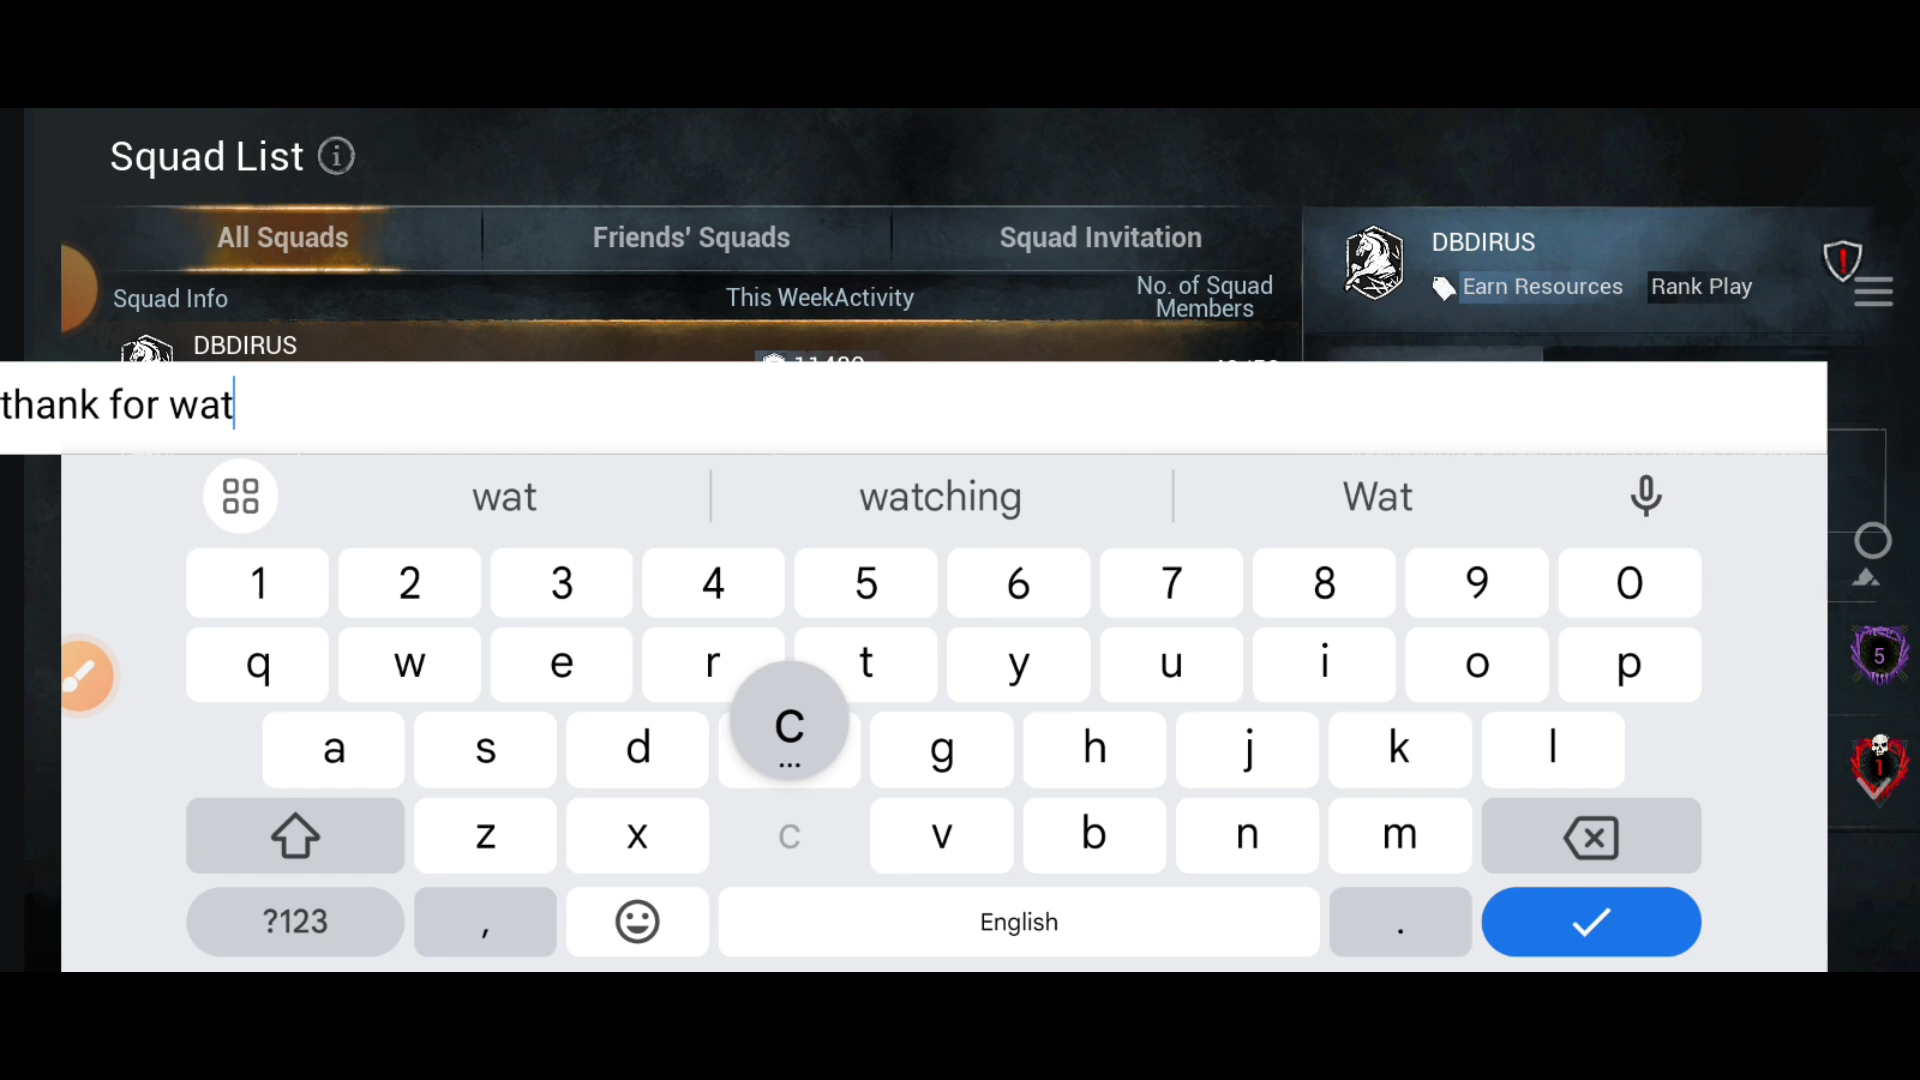 Squad List
All Squads
Friends' Squads
Squad Invitation
Squad Info
This WeekActivity
No. of Squad
Members
DBDIRUS
DBDIRUS
Earn Resources
Rank Play
thank for wat
wat
watching
Wat
1 2 3 4 5 6 7 8 9 0
q w e r t y u i o p
c
a s d g h j k l
z x c v b n m
?123 , English .
5
1